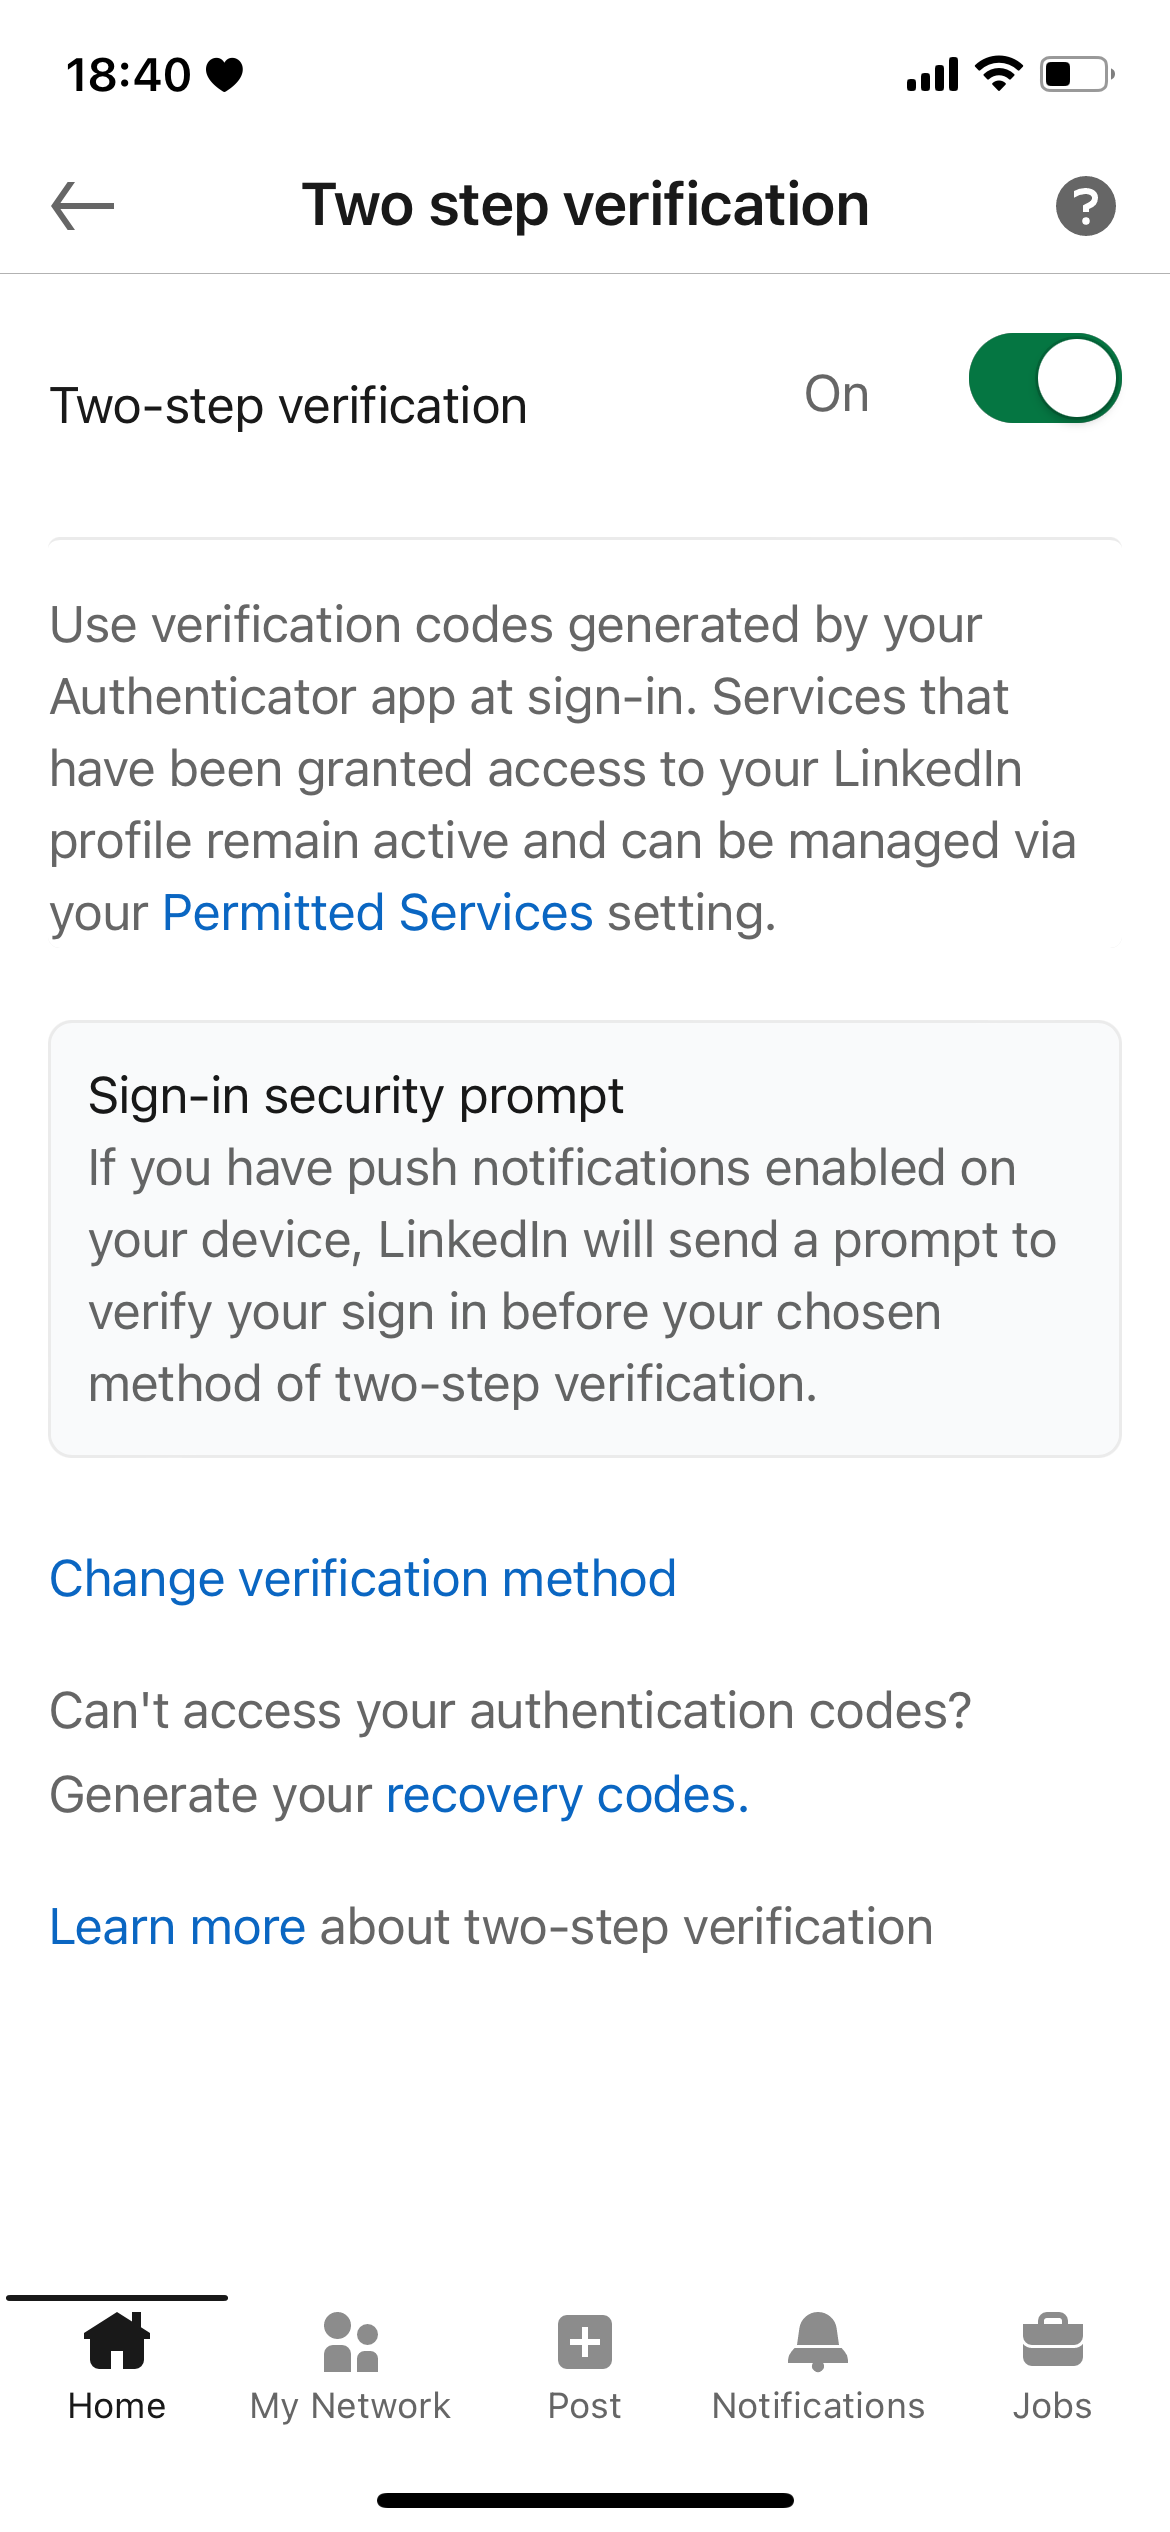 18:40
Two step verification
?
Two-step verification
On
Use verification codes generated by your
Authenticator app at sign-in. Services that
have been granted access to your LinkedIn
profile remain active and can be managed via
your Permitted Services setting.
Sign-in security prompt
If you have push notifications enabled on
your device, LinkedIn will send a prompt to
verify your sign in before your chosen
method of two-step verification.
Change verification method
Can't access your authentication codes?
Generate your recovery codes.
Learn more about two-step verification
Home
My Network
Post
Notifications
Jobs